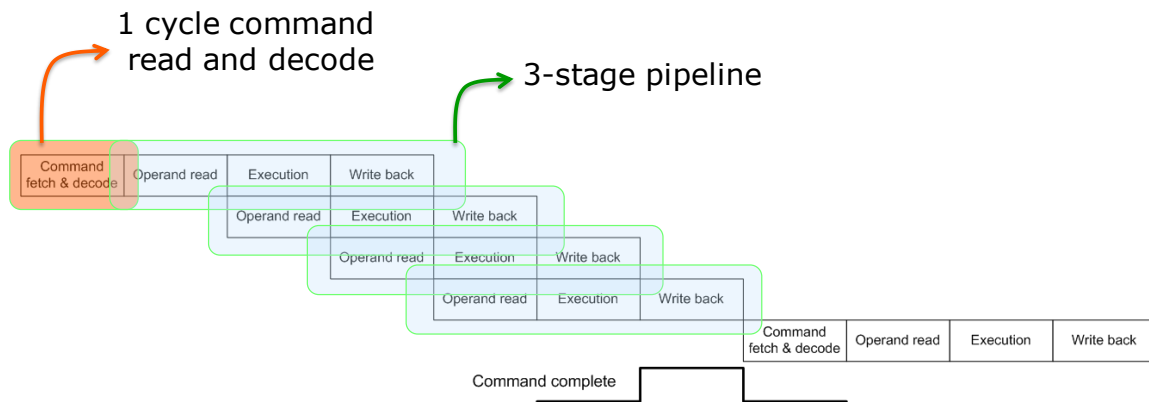 1 cycle command
read and decode
3-stage pipeline
Command
fetch & decode
Operand read
Execution
Write back
Operand read
Execution
Write back
Operand read
Execution
Write back
Operand read
Execution
Write back
Command
fetch & decode
Operand read
Execution
Write back
Command complete